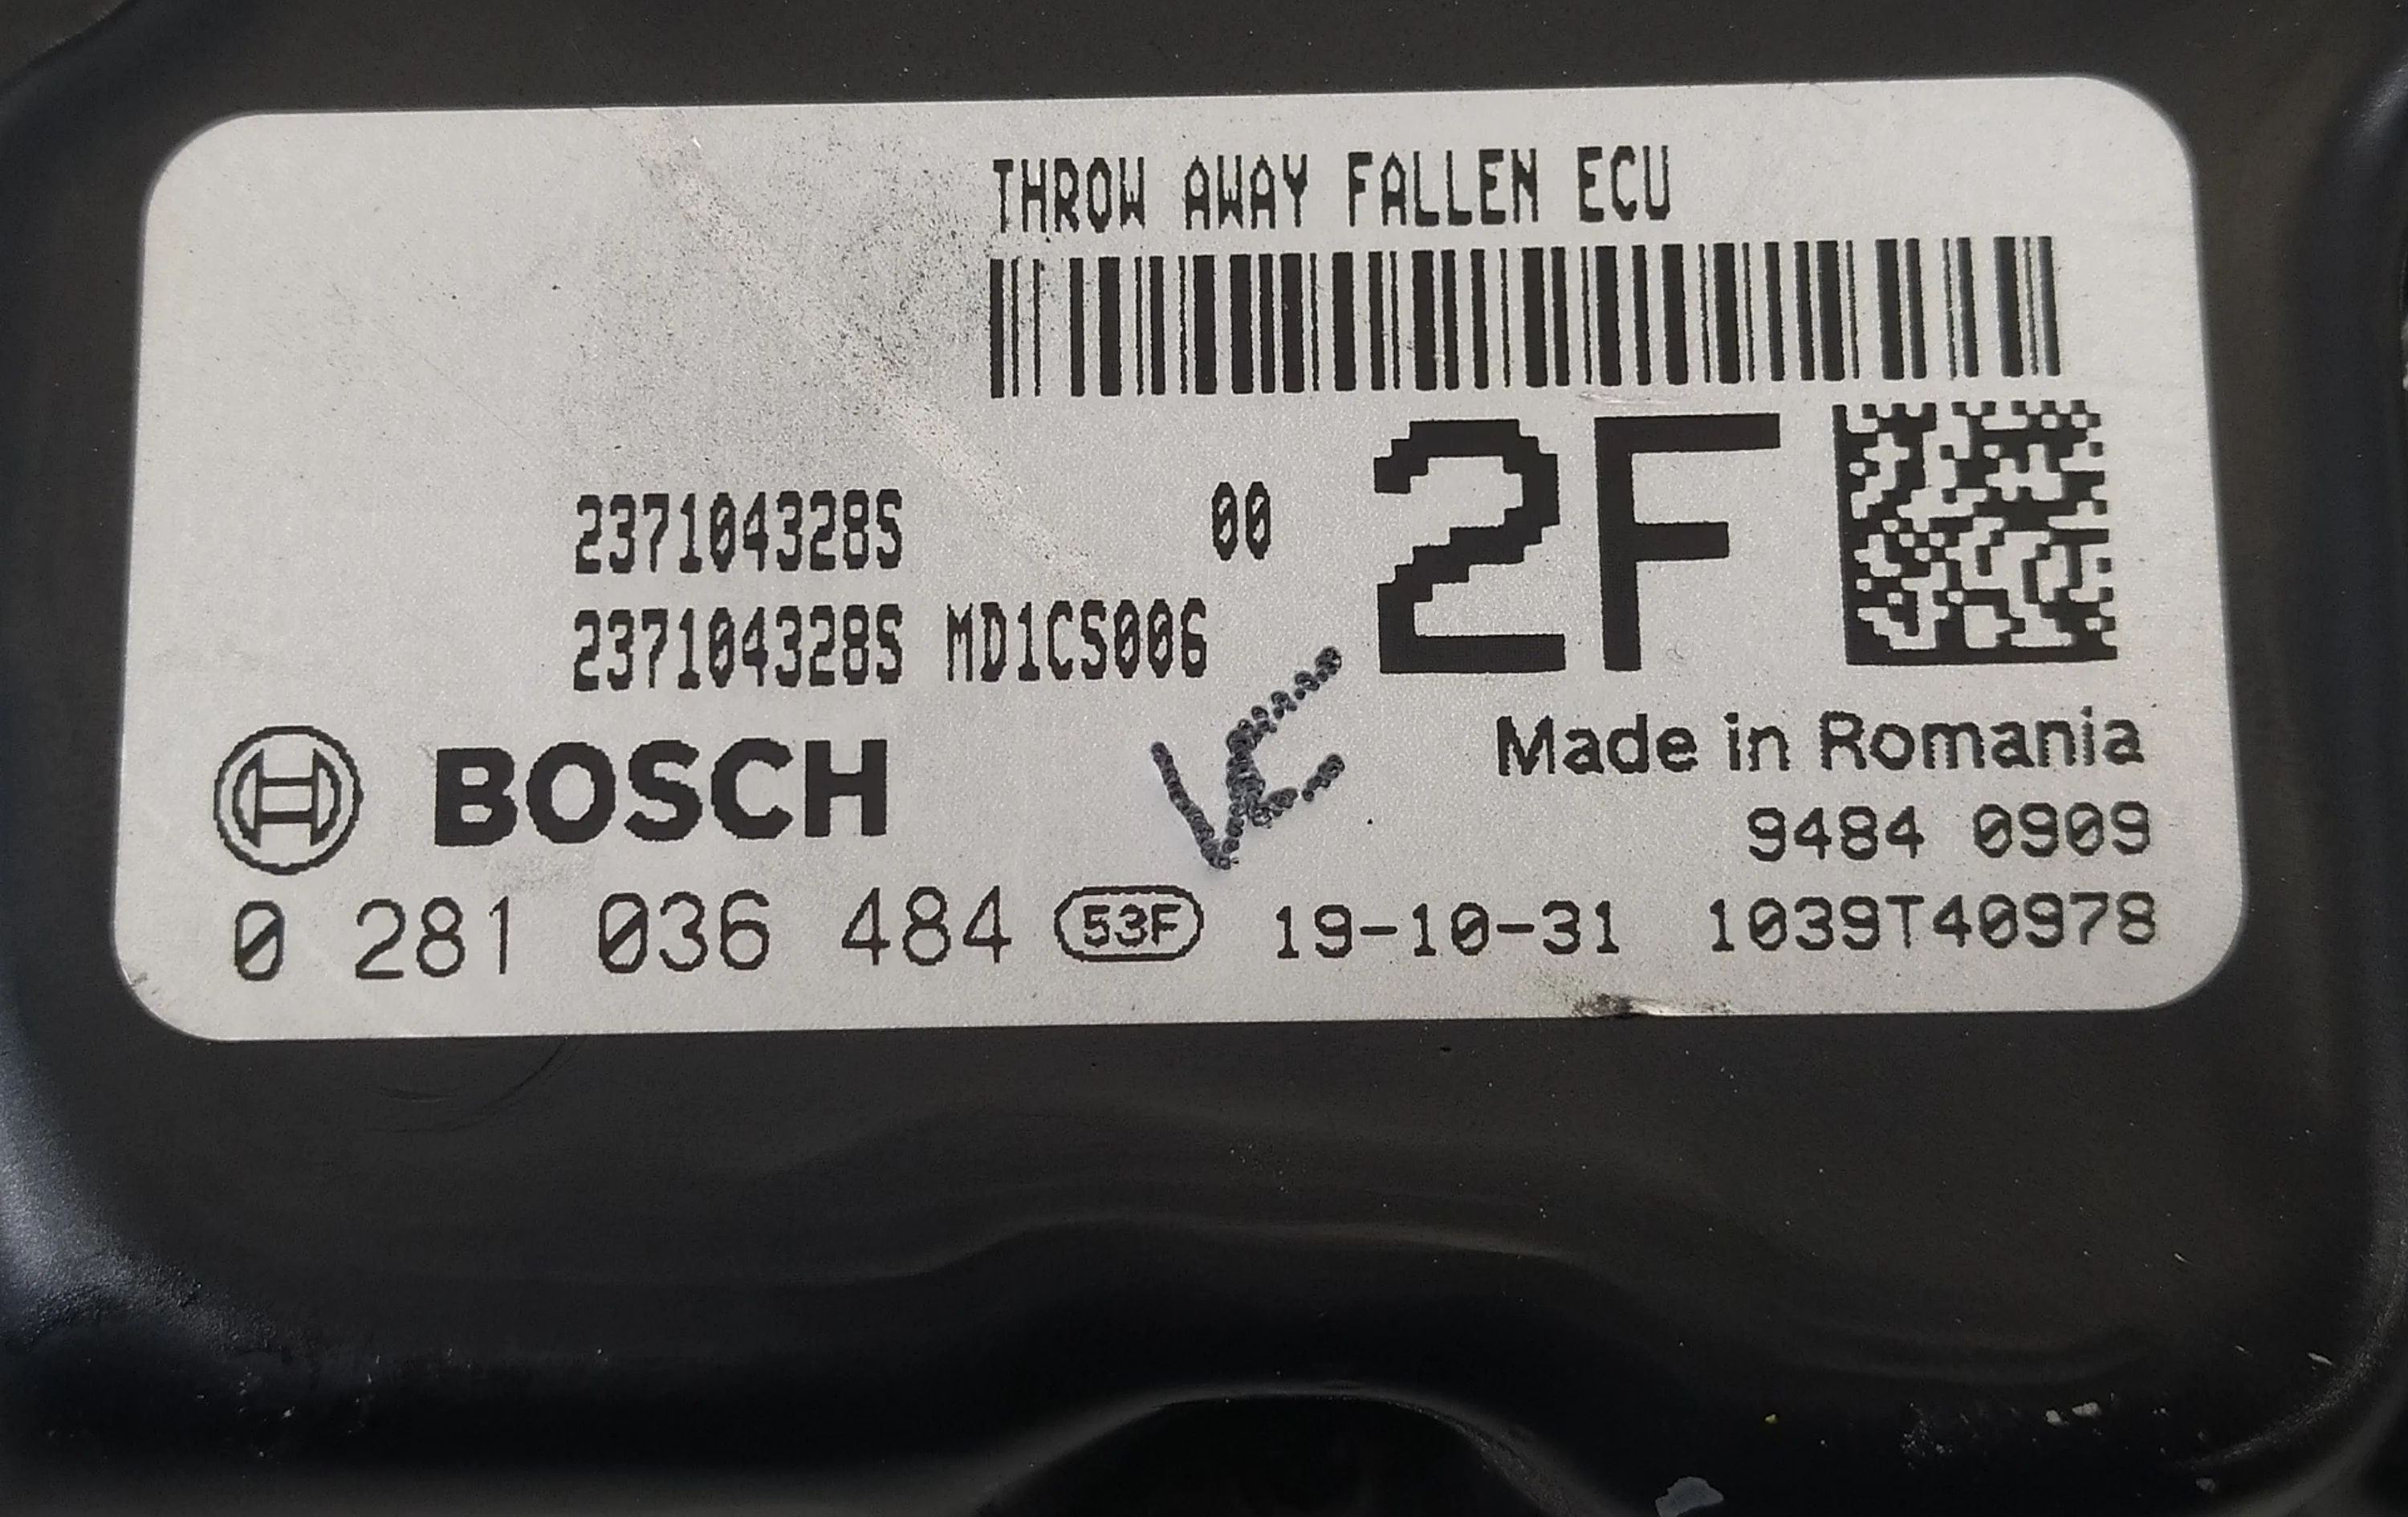 THROW AWAY FALLEN ECU
237104328S 00 2F
237104328S MD1CS006
BOSCH
Made in Romania
9484 0909
0 281 036 484 53F 19-10-31 1039T40978